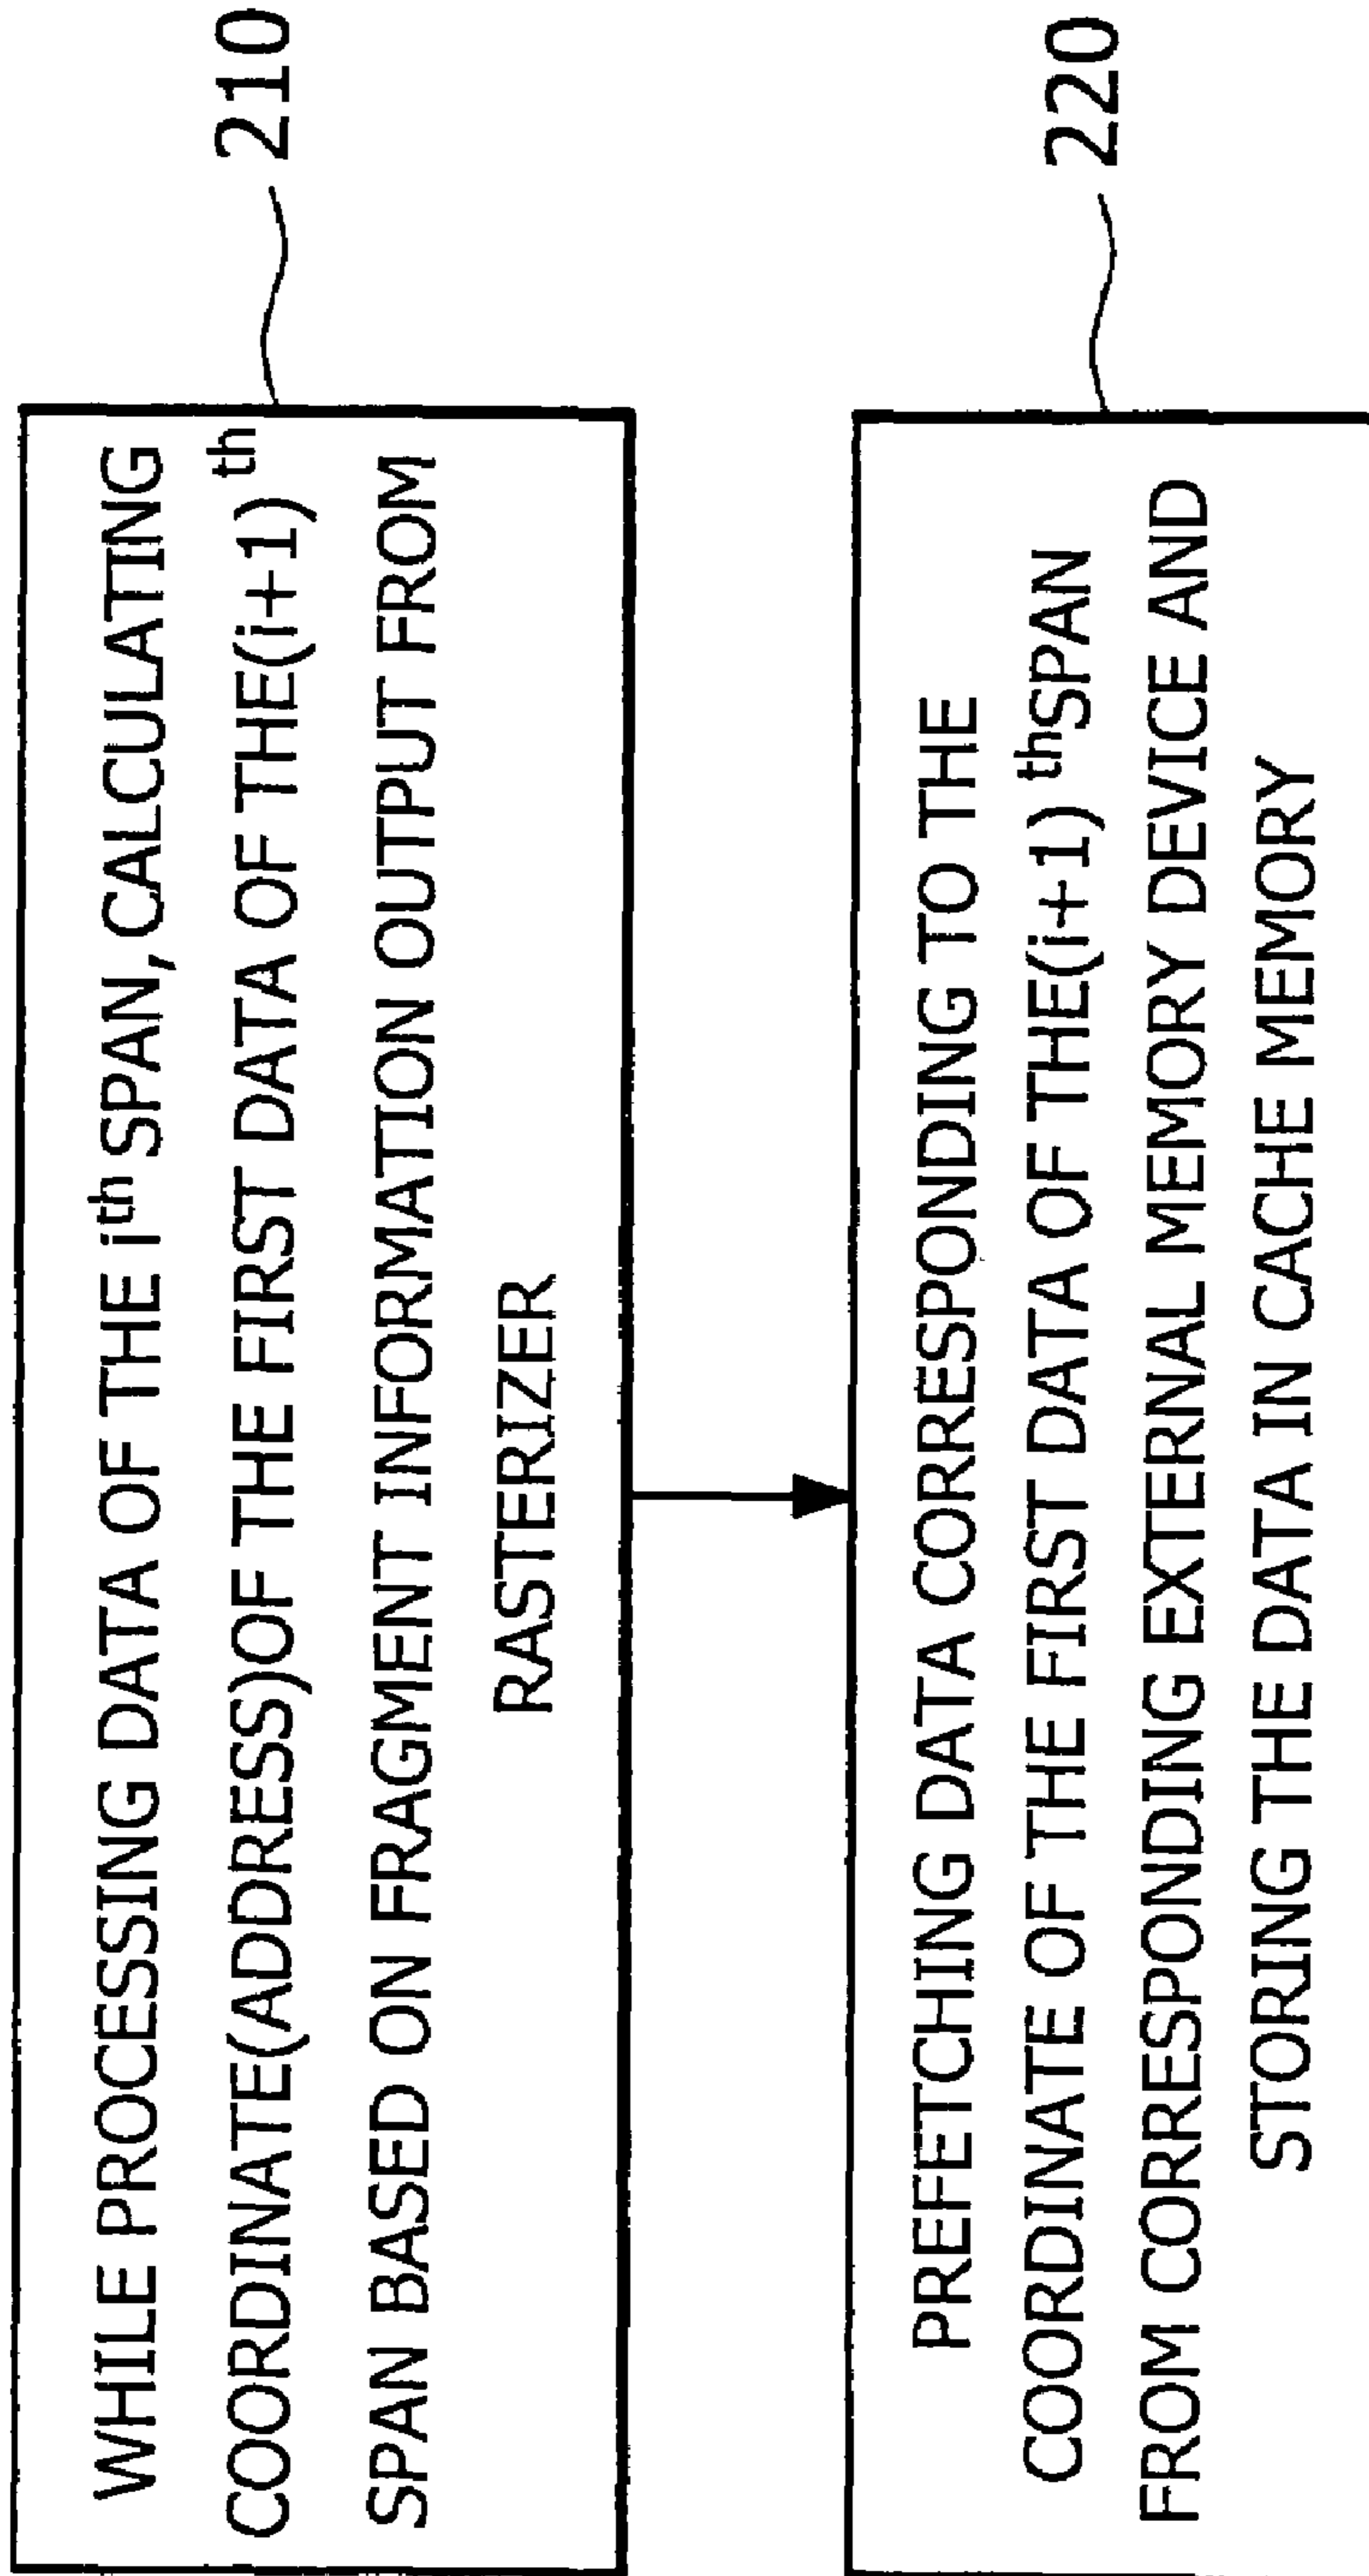 WHILE PROCESSING DATA OF THE ith SPAN, CALCULATING
COORDINATE(ADDRESS)OF THE FIRST DATA OF THE(i+1) th
SPAN BASED ON FRAGMENT INFORMATION OUTPUT FROM
RASTERIZER
210
PREFETCHING DATA CORRESPONDING TO THE
COORDINATE OF THE FIRST DATA OF THE(i+1) thSPAN
FROM CORRESPONDING EXTERNAL MEMORY DEVICE AND
STORING THE DATA IN CACHE MEMORY
220